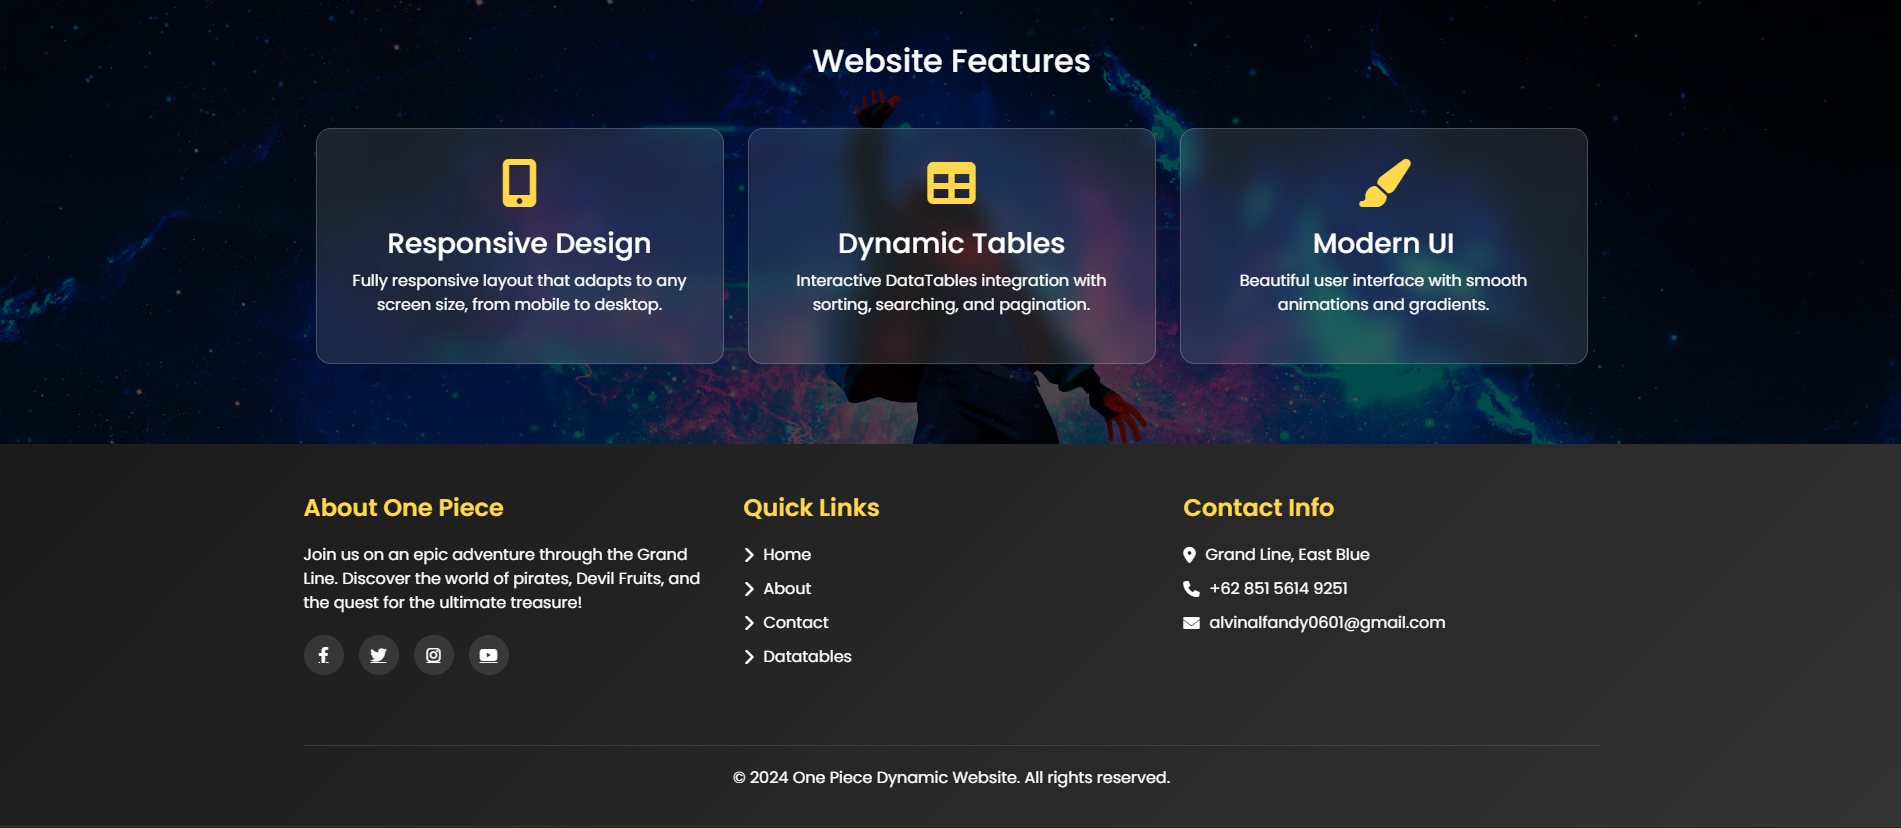 Website Features
Responsive Design
Fully responsive layout that adapts to any
screen size, from mobile to desktop.
Dynamic Tables
Interactive DataTables integration with
sorting, searching, and pagination.
Modern UI
Beautiful user interface with smooth
animations and gradients.
About One Piece
Join us on an epic adventure through the Grand
Line. Discover the world of pirates, Devil Fruits, and
the quest for the ultimate treasure!
Quick Links
Home
About
Contact
Datatables
Contact Info
Grand Line, East Blue
+62 851 5614 9251
alvinalfandy0601@gmail.com
© 2024 One Piece Dynamic Website. All rights reserved.